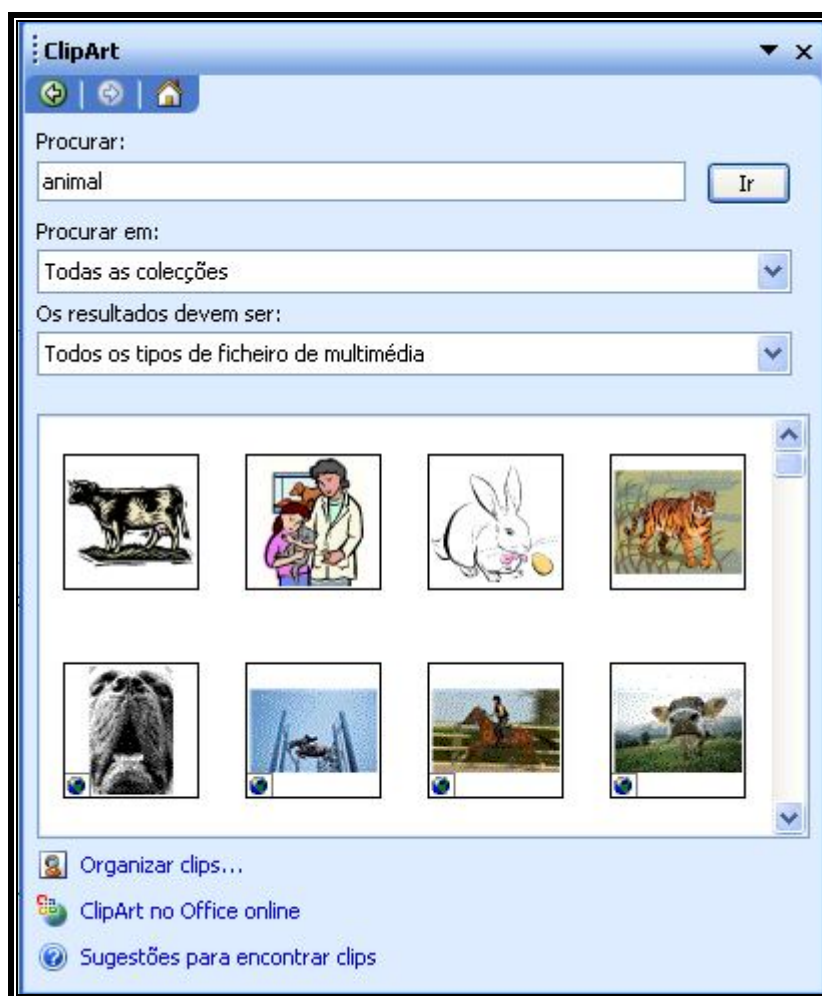 ClipArt
Procurar:
animal
Ir
Procurar em:
Todas as colecções
Os resultados devem ser:
Todos os tipos de ficheiro de multimédia
Organizar clips...
ClipArt no Office online
Sugestões para encontrar clips